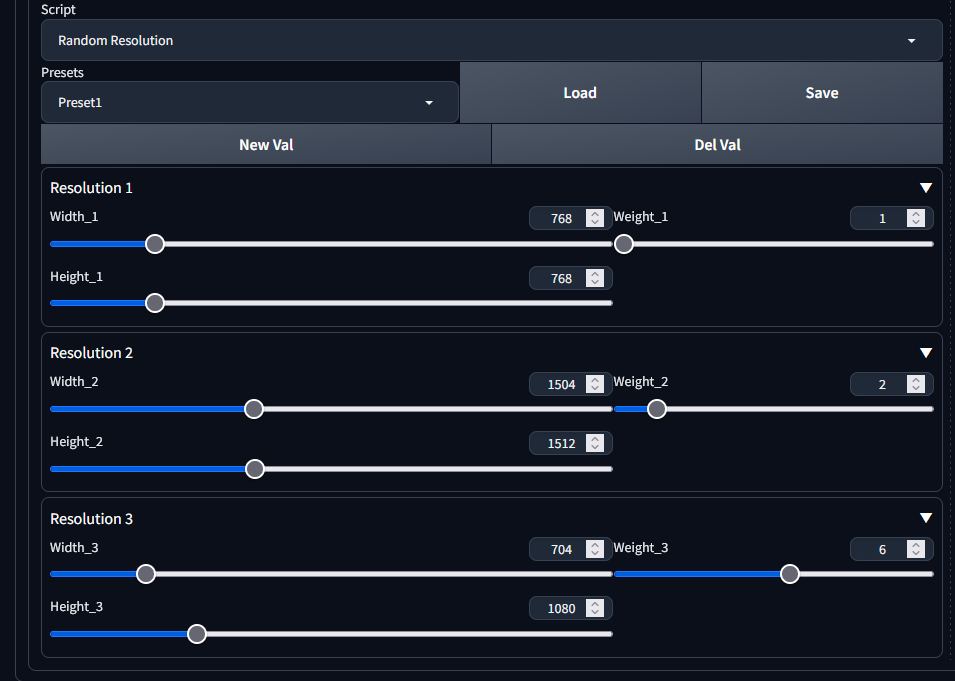 Script
Random Resolution
Presets
Preset1
Load
Save
New Val
Del Val
Resolution 1
Width_1
768
Weight_1
1
Height_1
768
Resolution 2
Width_2
1504
Weight_2
2
Height_2
1512
Resolution 3
Width_3
704
Weight_3
6
Height_3
1080